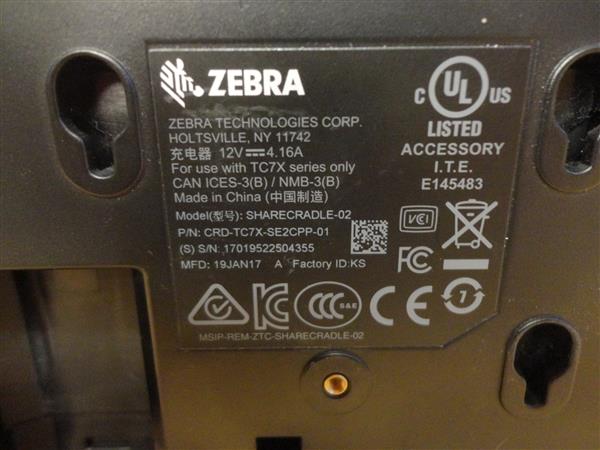 ZEBRA
ZEBRA TECHNOLOGIES CORP.
HOLTSVILLE, NY 11742
充电器 12V⎓4.16A
For use with TC7X series only
CAN ICES-3(B) / NMB-3(B)
Made in China (中国制造)
Model(型号): SHARECRADLE-02
P/N: CRD-TC7X-SE2CPP-01
(S) S/N: 17019522504355
MFD: 19JAN17 A Factory ID:KS
C UL US
LISTED
ACCESSORY
I.T.E.
E145483
VCI
FC
CCC S&E
CE
7
MSIP-REM-ZTC-SHARECRADLE-02